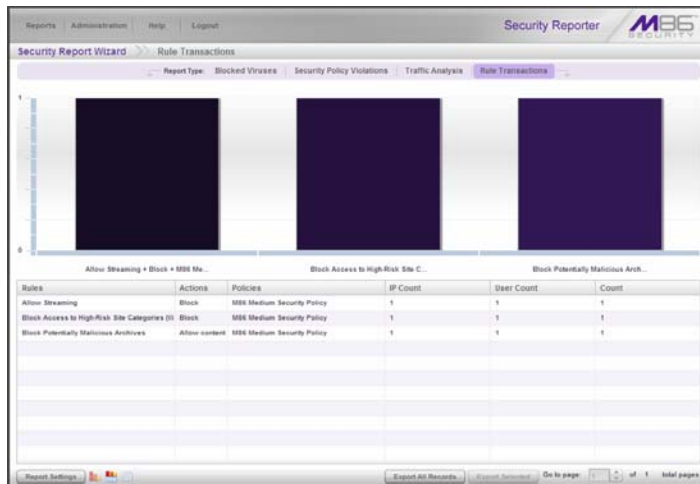 Reports Administration Help Logout Security Reporter M86 SECURITY
Security Report Wizard Rule Transactions
Report Type: Blocked Viruses Security Policy Violations Traffic Analysis Rule Transactions
1
0
Allow Streaming + Block + M86 Me... Block Access to High-Risk Site C... Block Potentially Malicious Arch...
Rules Actions Policies IP Count User Count Count
Allow Streaming Block M86 Medium Security Policy 1 1 1
Block Access to High-Risk Site Categories Block M86 Medium Security Policy 1 1 1
Block Potentially Malicious Archives Allow content M86 Medium Security Policy 1 1 1
Report Settings Export All Records Export Selected Go to page: 1 of 1 total pages